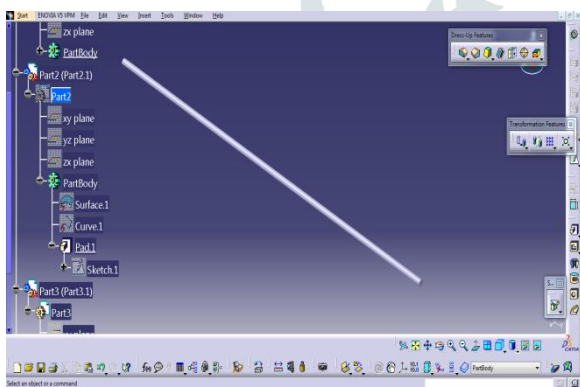 Start ENOVIA V5 VPM File Edit View Insert Tools Window Help
zx plane
PartBody
Part2 (Part2.1)
Part2
xy plane
yz plane
zx plane
PartBody
Surface.1
Curve.1
Pad.1
Sketch.1
Part3 (Part3.1)
Part3
Dress-Up Features
Transformation Features
S...
PartBody
CATIA
Select an object or a command